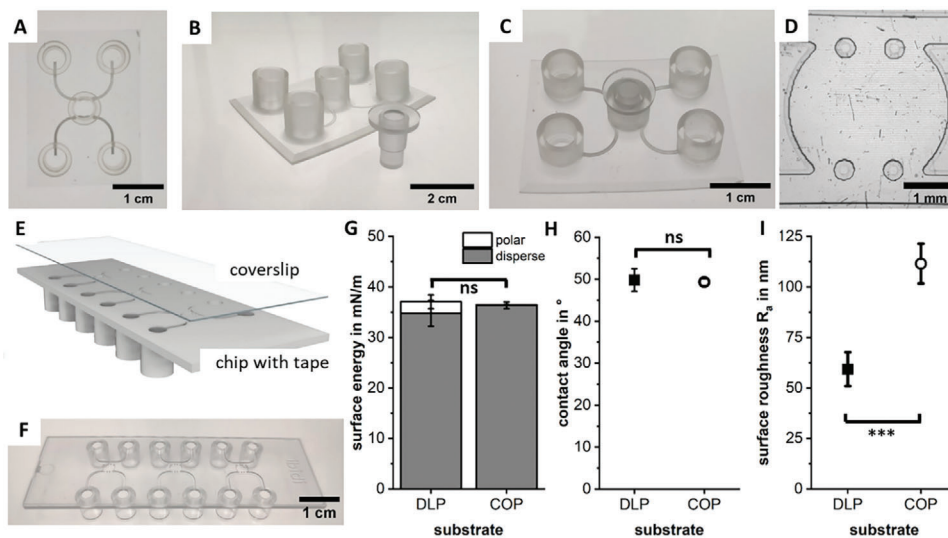 A
1 cm
B
2 cm
C
1 cm
D
1 mm
E
coverslip
chip with tape
F
1 cm
G
surface energy in mN/m
50
40
30
20
10
0
polar
disperse
ns
DLP COP
substrate
H
contact angle in °
60
50
40
30
20
10
0
ns
DLP COP
substrate
I
surface roughness Ra in nm
125
100
75
50
25
0
***
DLP COP
substrate